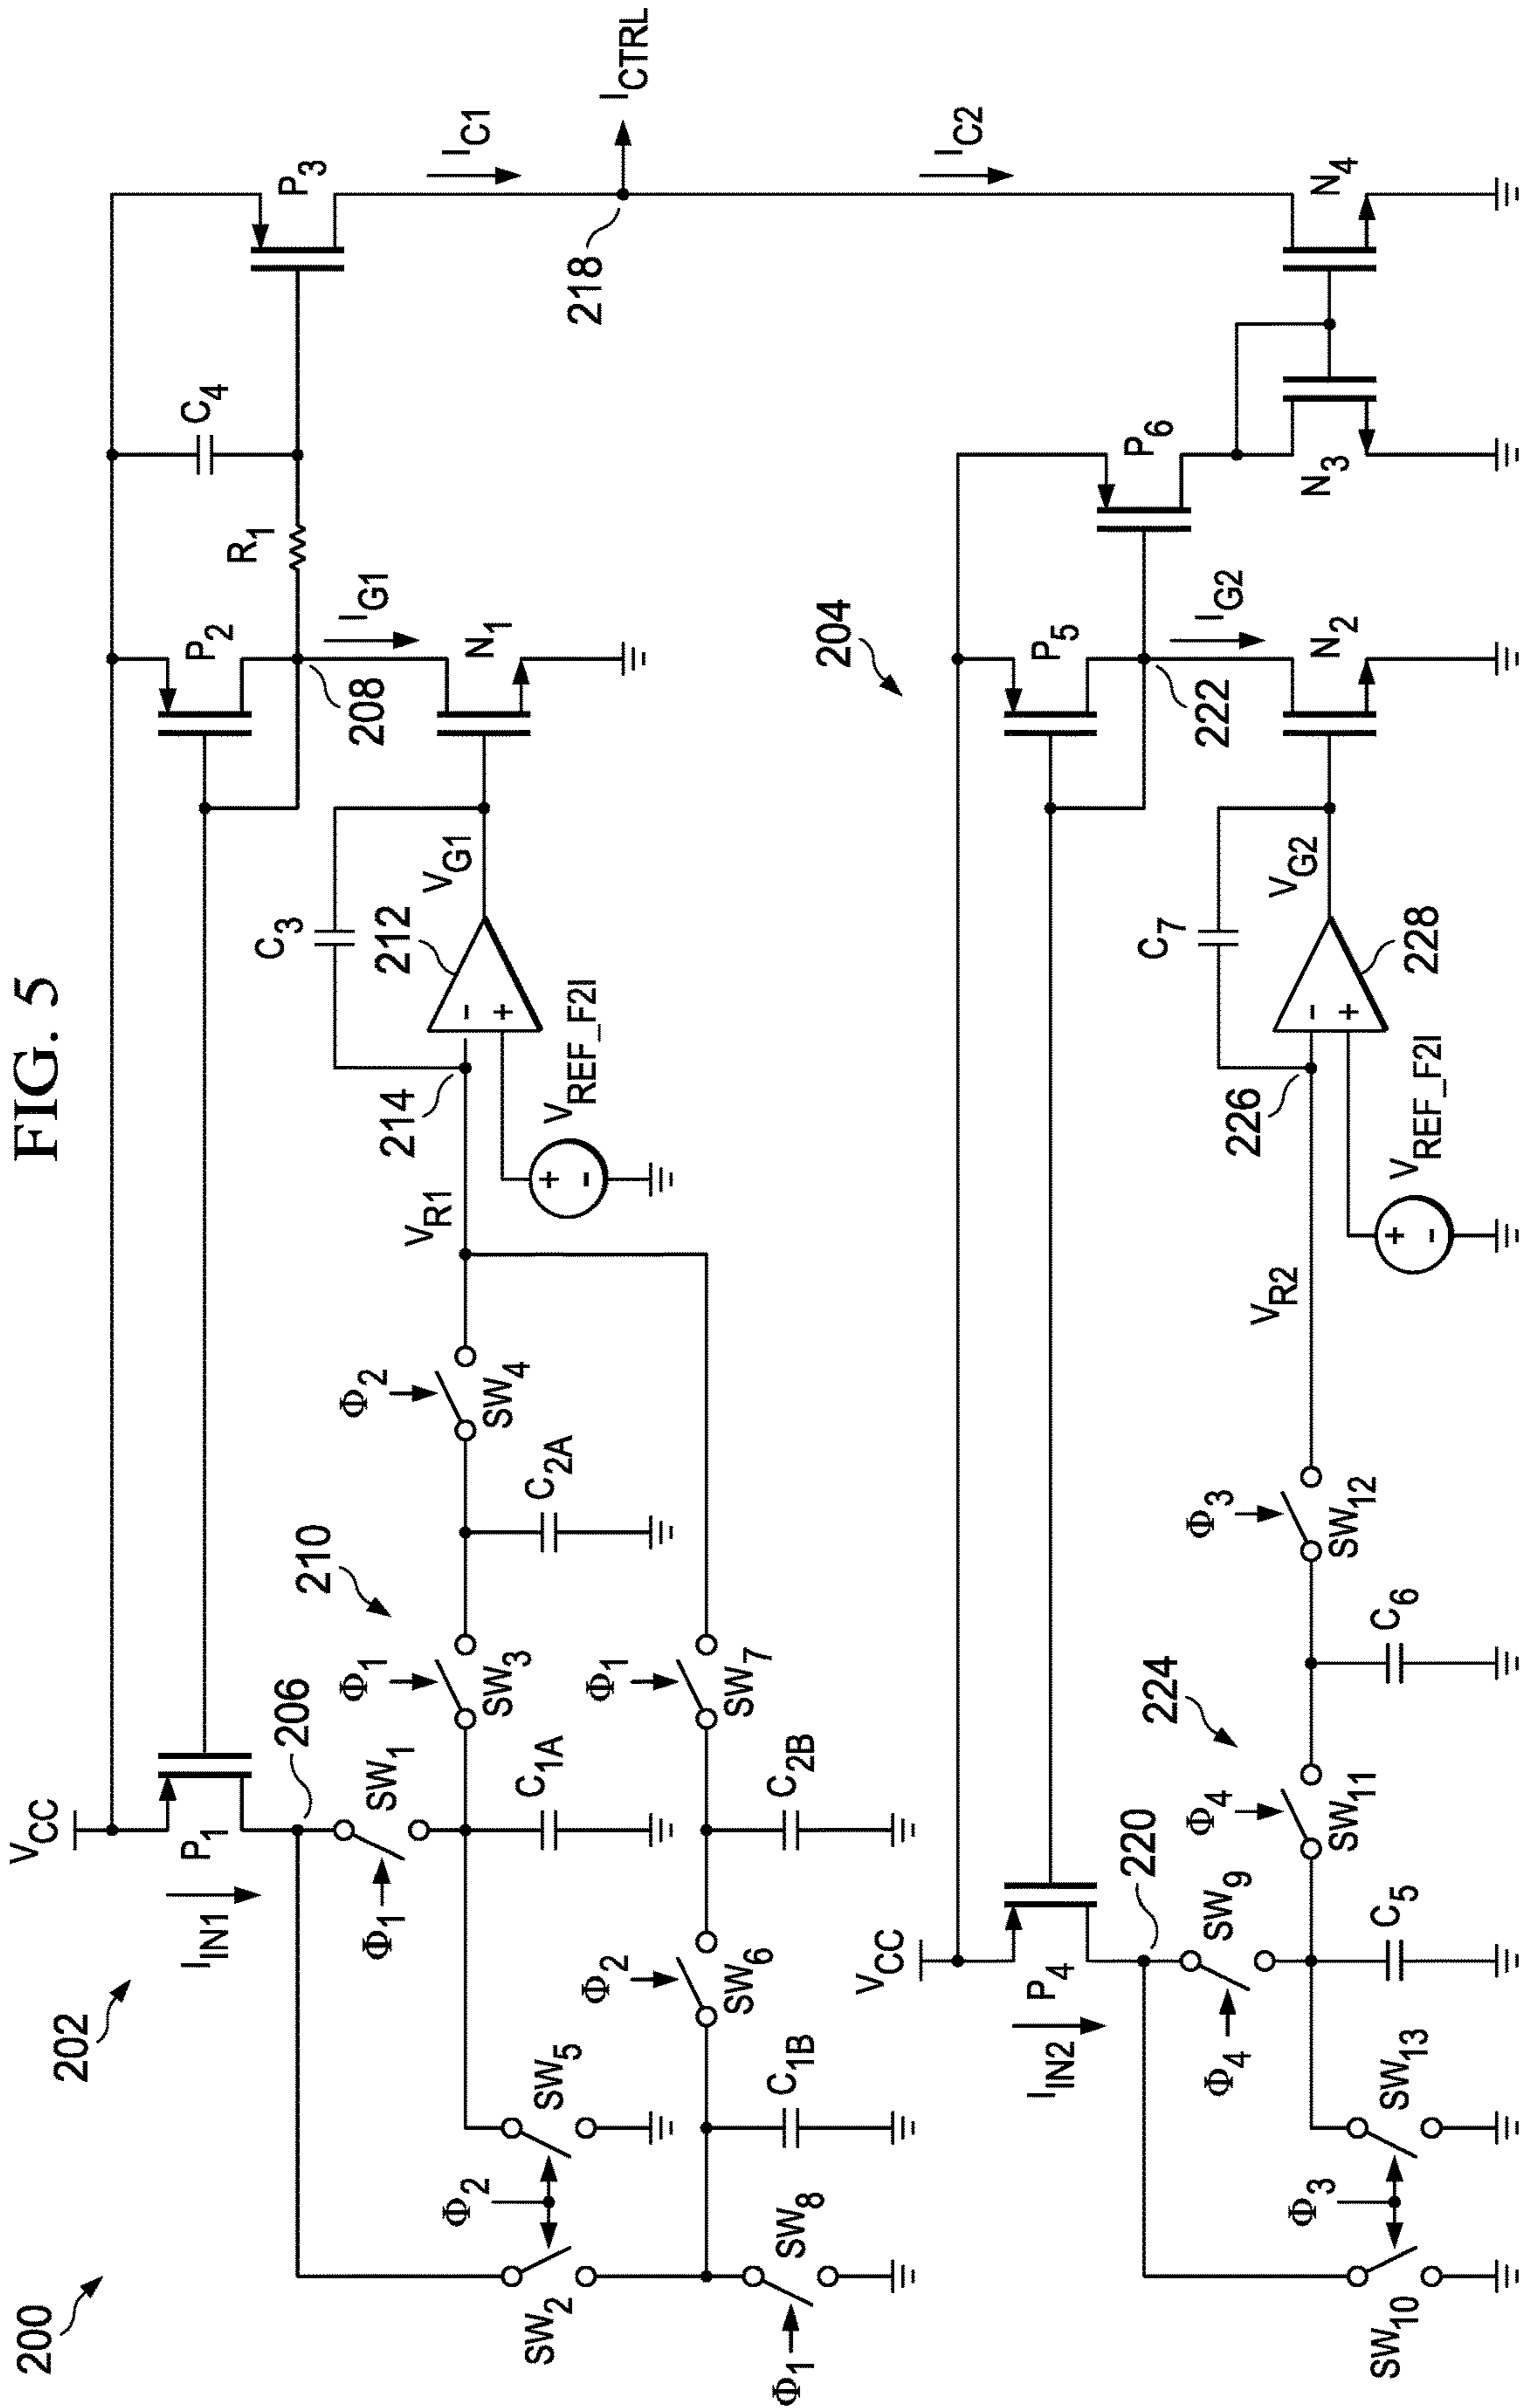 FIG. 5
200
202
V_CC
P_1
I_IN1
206
Φ_1
SW_1
P_2
208
I_G1
N_1
R_1
C_4
P_3
I_C1
218
I_CTRL
I_C2
210
Φ_1
SW_3
C_1A
C_2A
Φ_2
SW_4
V_R1
214
C_3
212
V_G1
-
+
V_REF_F2I
+
-
Φ_2
SW_2
SW_5
Φ_1
SW_8
C_1B
Φ_2
SW_6
C_2B
Φ_1
SW_7
204
V_CC
P_4
I_IN2
220
Φ_4
SW_9
P_5
222
I_G2
N_2
P_6
N_3
N_4
224
Φ_4
SW_11
C_5
C_6
Φ_3
SW_12
V_R2
226
C_7
228
V_G2
-
+
V_REF_F2I
+
-
Φ_3
SW_10
SW_13